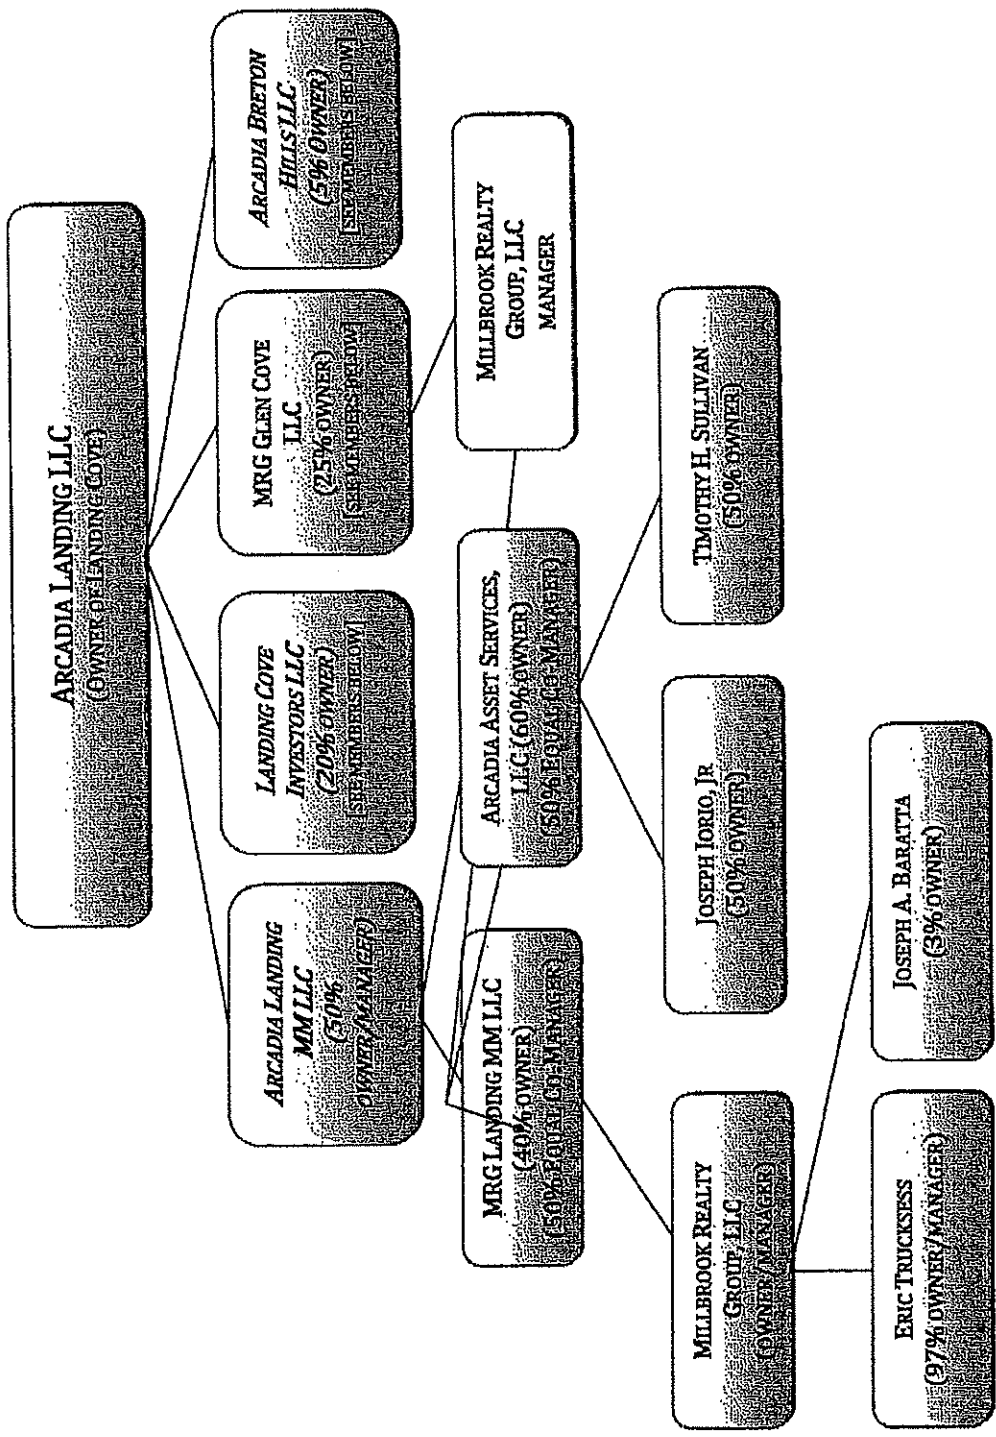 ARCADIA LANDING LLC
(OWNER OF LANDING COVE)
ARCADIA LANDING
MM LLC
(50%
OWNER/MANAGER)
LANDING COVE
INVESTORS LLC
(20% OWNER)
[SEE MEMBERS BELOW]
MRG GLEN COVE
LLC
(25% OWNER)
[SEE MEMBERS BELOW]
ARCADIA BRETON
HILLS LLC
(5% OWNER)
[SEE MEMBERS BELOW]
MRG LANDING MM LLC
(40% OWNER)
(50% EQUAL CO-MANAGER)
ARCADIA ASSET SERVICES,
LLC (60% OWNER)
(50% EQUAL CO-MANAGER)
MILLBROOK REALTY
GROUP, LLC
MANAGER
MILLBROOK REALTY
GROUP, LLC
(OWNER/MANAGER)
JOSEPH IORIO, JR
(50% OWNER)
TIMOTHY H. SULLIVAN
(50% OWNER)
ERIC TRUCKSESS
(97% OWNER/MANAGER)
JOSEPH A. BARATTA
(3% OWNER)